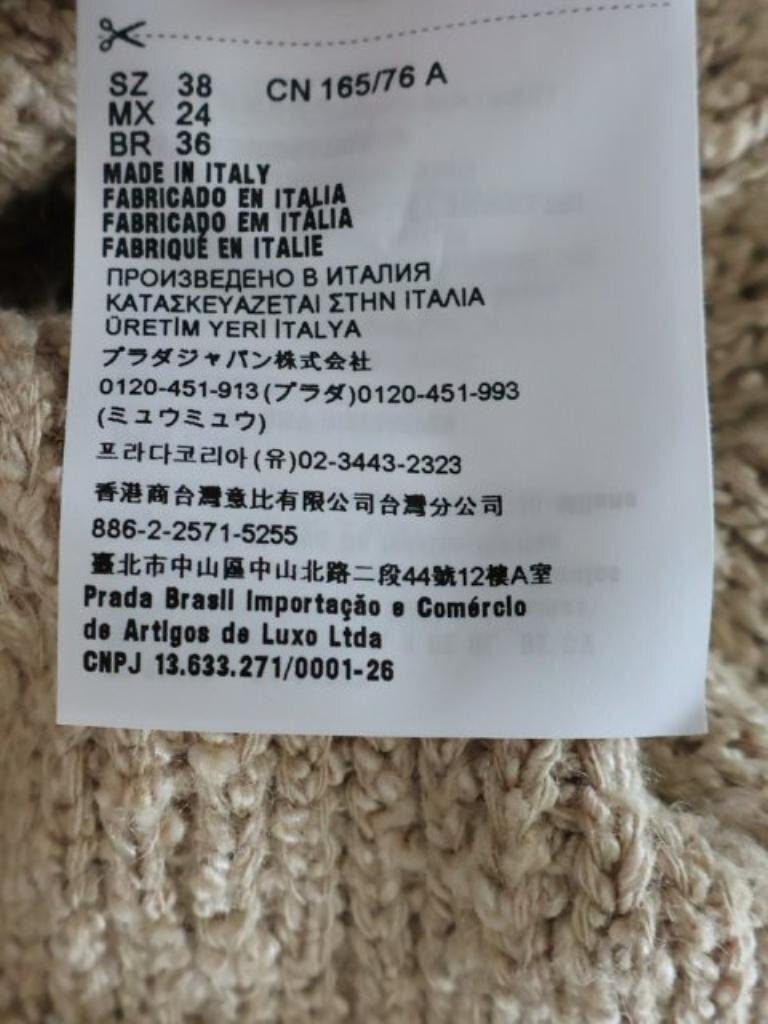 SZ 38 CN 165/76 A
MX 24
BR 36
MADE IN ITALY
FABRICADO EN ITALIA
FABRICADO EM ITÁLIA
FABRIQUÉ EN ITALIE
ПРОИЗВЕДЕНО В ИТАЛИЯ
ΚΑΤΑΣΚΕΥΑΖΕΤΑΙ ΣΤΗΝ ΙΤΑΛΙΑ
ÜRETİM YERİ İTALYA
プラダジャパン株式会社
0120-451-913(プラダ)0120-451-993
(ミュウミュウ)
프라다코리아(유)02-3443-2323
香港商台灣意比有限公司台灣分公司
886-2-2571-5255
臺北市中山區中山北路二段44號12樓A室
Prada Brasil Importação e Comércio
de Artigos de Luxo Ltda
CNPJ 13.633.271/0001-26